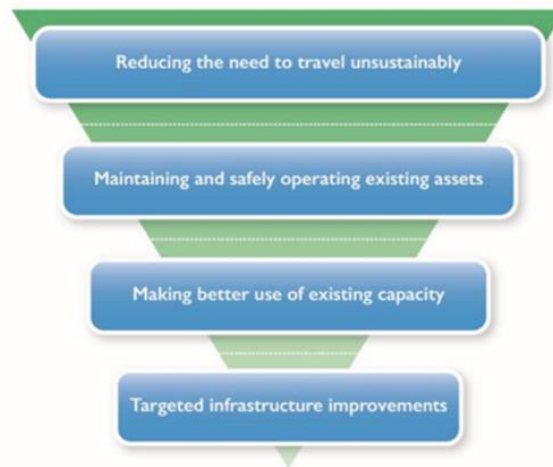 Reducing the need to travel unsustainably
Maintaining and safely operating existing assets
Making better use of existing capacity
Targeted infrastructure improvements